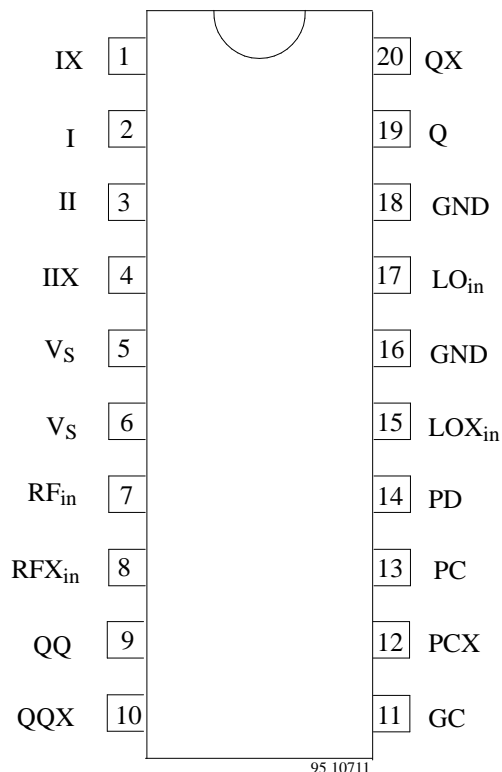 IX 1 20 QX
I 2 19 Q
II 3 18 GND
IIX 4 17 LOin
VS 5 16 GND
VS 6 15 LOXin
RFin 7 14 PD
RFXin 8 13 PC
QQ 9 12 PCX
QQX 10 11 GC
95 10711